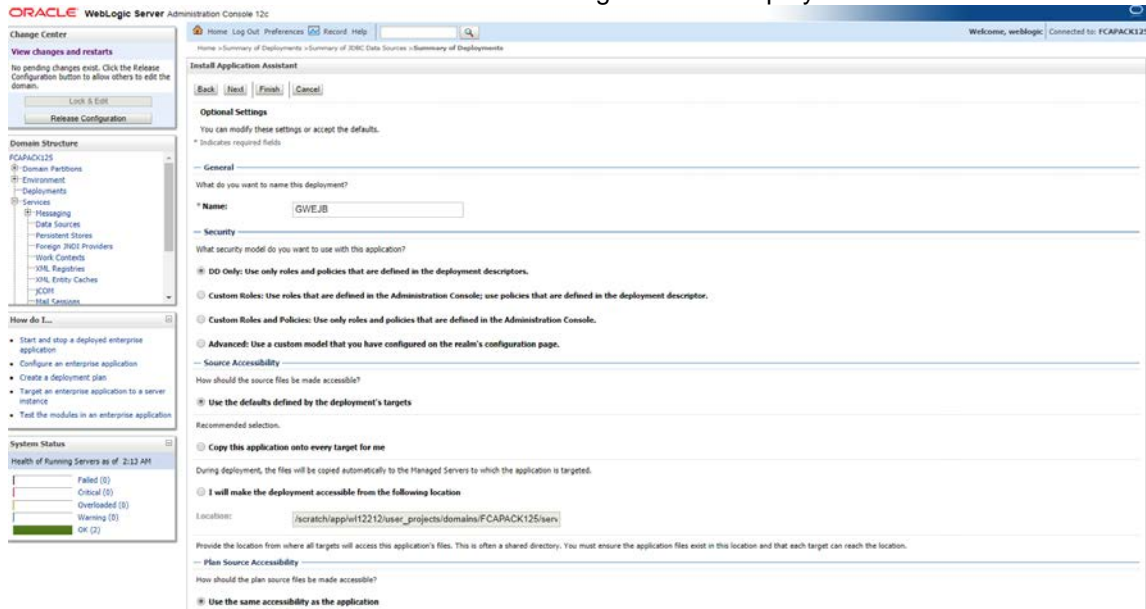 ORACLE WebLogic Server Administration Console 12c
Change Center
View changes and restarts
No pending changes exist. Click the Release
Configuration button to allow others to edit the
domain.
Lock & Edit
Release Configuration
Domain Structure
FCAPACK125
Domain Partitions
Environment
Deployments
Services
Messaging
Data Sources
Persistent Stores
Foreign JNDI Providers
Work Contexts
XML Registries
XML Entity Caches
jCOM
Mail Sessions
How do I...
Start and stop a deployed enterprise
application
Configure an enterprise application
Create a deployment plan
Target an enterprise application to a server
instance
Test the modules in an enterprise application
System Status
Health of Running Servers as of 2:13 AM
Failed (0)
Critical (0)
Overloaded (0)
Warning (0)
OK (2)
Home Log Out Preferences Record Help
Welcome, weblogic Connected to: FCAPACK125
Home >Summary of Deployments >Summary of JDBC Data Sources >Summary of Deployments
Install Application Assistant
Back Next Finish Cancel
Optional Settings
You can modify these settings or accept the defaults.
* Indicates required fields
General
What do you want to name this deployment?
* Name: GWEJB
Security
What security model do you want to use with this application?
DD Only: Use only roles and policies that are defined in the deployment descriptors.
Custom Roles: Use roles that are defined in the Administration Console; use policies that are defined in the deployment descriptor.
Custom Roles and Policies: Use only roles and policies that are defined in the Administration Console.
Advanced: Use a custom model that you have configured on the realm's configuration page.
Source Accessibility
How should the source files be made accessible?
Use the defaults defined by the deployment's targets
Recommended selection.
Copy this application onto every target for me
During deployment, the files will be copied automatically to the Managed Servers to which the application is targeted.
I will make the deployment accessible from the following location
Location: /scratch/app/wl12212/user_projects/domains/FCAPACK125/serv
Provide the location from where all targets will access this application's files. This is often a shared directory. You must ensure the application files exist in this location and that each target can reach the location.
Plan Source Accessibility
How should the plan source files be made accessible?
Use the same accessibility as the application